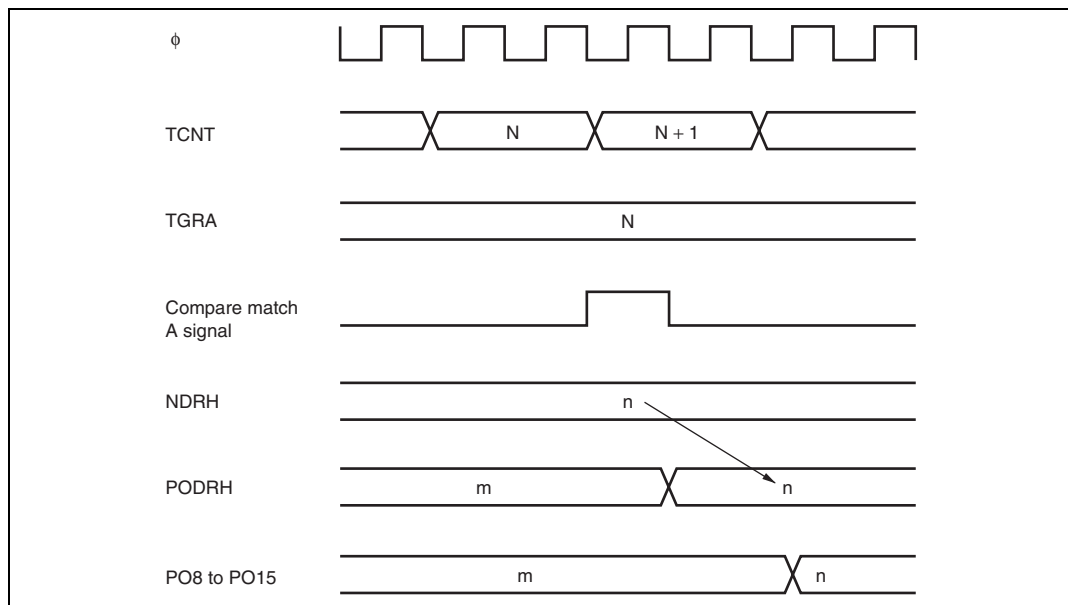 ϕ
TCNT
N
N + 1
TGRA
N
Compare match
A signal
NDRH
n
PODRH
m
n
PO8 to PO15
m
n